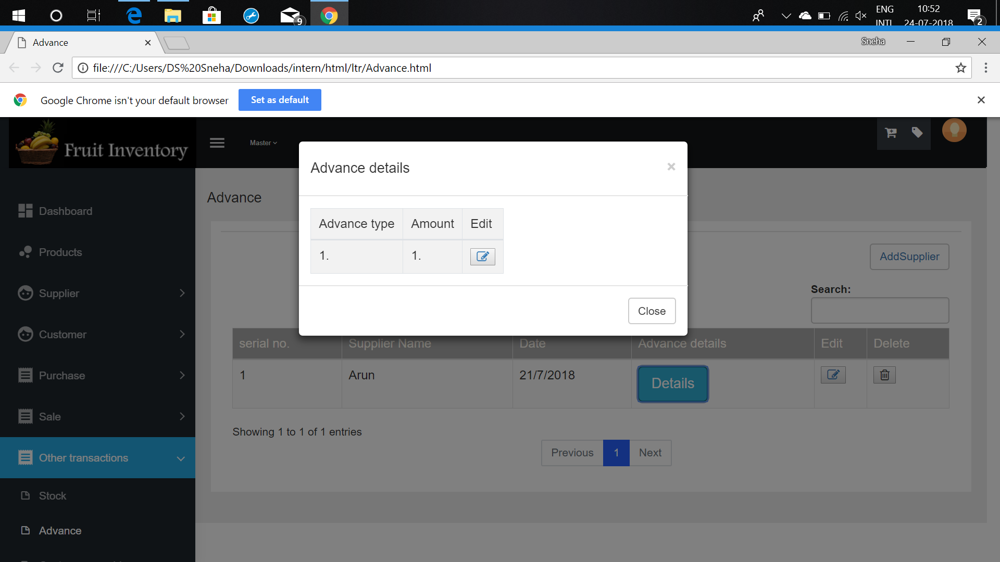 9
ENG
INTL
10:52
24-07-2018
2
Advance
Sneha
file:///C:/Users/DS%20Sneha/Downloads/intern/html/ltr/Advance.html
Google Chrome isn't your default browser
Set as default
Fruit Inventory
Master
Advance details
Advance type Amount Edit
1. 1.
Close
Dashboard
Products
Supplier
Customer
Purchase
Sale
Other transactions
Stock
Advance
Advance
AddSupplier
Search:
serial no. Supplier Name Date Advance details Edit Delete
1 Arun 21/7/2018 Details
Showing 1 to 1 of 1 entries
Previous 1 Next